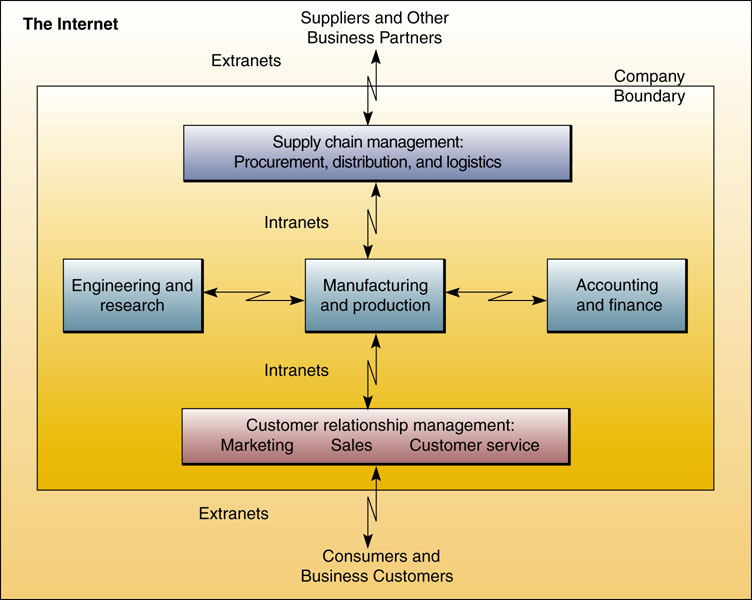 The Internet
Suppliers and Other
Business Partners
Extranets
Company
Boundary
Supply chain management:
Procurement, distribution, and logistics
Intranets
Engineering and
research
Manufacturing
and production
Accounting
and finance
Intranets
Customer relationship management:
Marketing Sales Customer service
Extranets
Consumers and
Business Customers